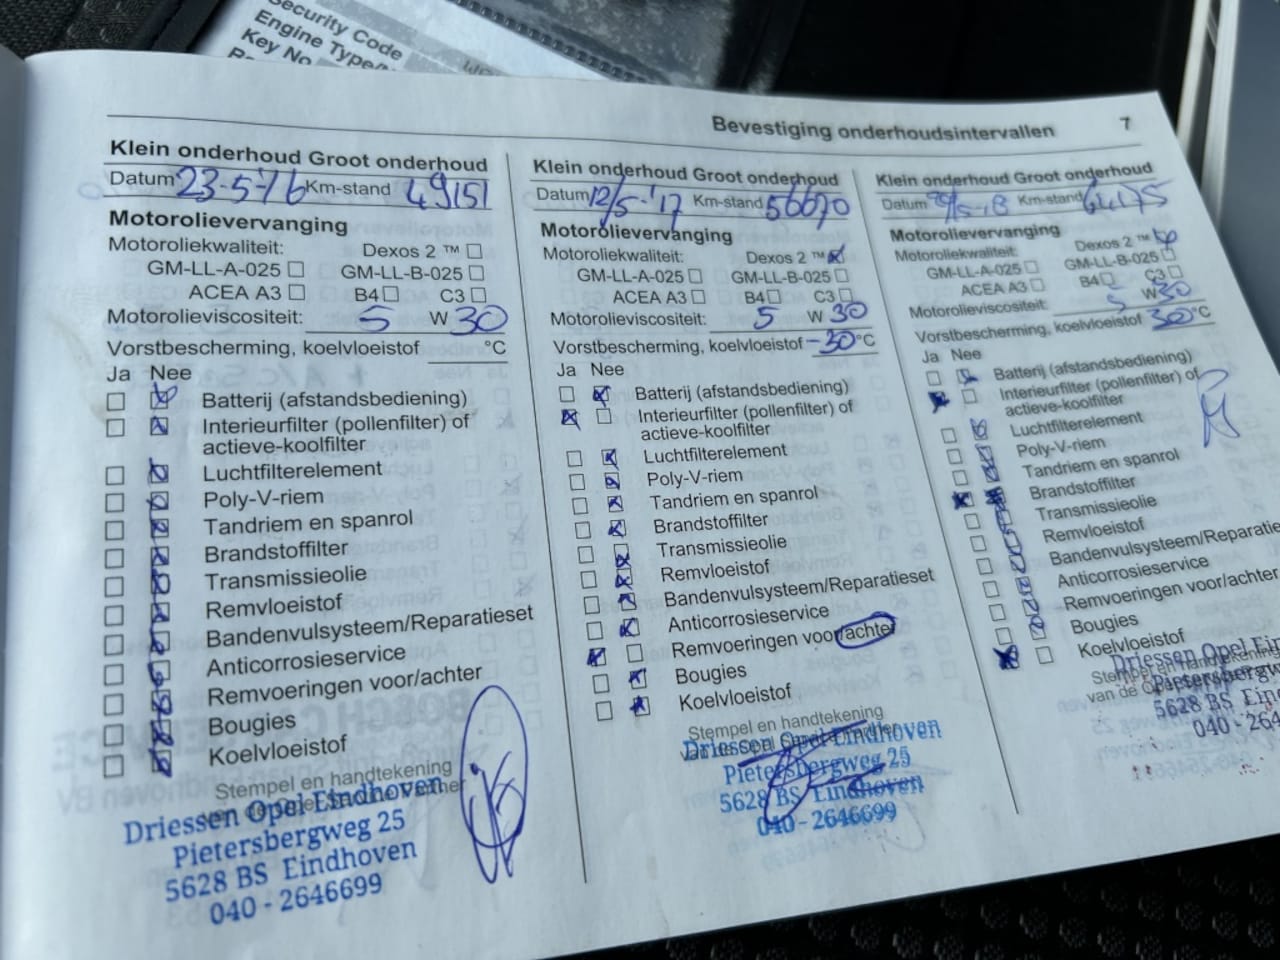 Security Code
Engine Type/
Key No
Bevestiging onderhoudsintervallen 7
Klein onderhoud Groot onderhoud
Datum 23-5-'16 Km-stand 49151
Motorolievervanging
Motoroliekwaliteit: Dexos 2 ™ ☐
GM-LL-A-025 ☐ GM-LL-B-025 ☐
ACEA A3 ☐ B4 ☐ C3 ☐
Motorolieviscositeit: 5 W 30
Vorstbescherming, koelvloeistof °C
Ja Nee
Batterij (afstandsbediening)
Interieurfilter (pollenfilter) of
actieve-koolfilter
Luchtfilterelement
Poly-V-riem
Tandriem en spanrol
Brandstoffilter
Transmissieolie
Remvloeistof
Bandenvulsysteem/Reparatieset
Anticorrosieservice
Remvoeringen voor/achter
Bougies
Koelvloeistof
Stempel en handtekening
Driessen Opel Eindhoven
Pietersbergweg 25
5628 BS Eindhoven
040 - 2646699
Klein onderhoud Groot onderhoud
Datum 12/5-'17 Km-stand 56670
Motorolievervanging
Motoroliekwaliteit: Dexos 2 ™ ☒
GM-LL-A-025 ☐ GM-LL-B-025 ☐
ACEA A3 ☐ B4 ☐ C3 ☐
Motorolieviscositeit: 5 W 30
Vorstbescherming, koelvloeistof -30 °C
Ja Nee
Batterij (afstandsbediening)
Interieurfilter (pollenfilter) of
actieve-koolfilter
Luchtfilterelement
Poly-V-riem
Tandriem en spanrol
Brandstoffilter
Transmissieolie
Remvloeistof
Bandenvulsysteem/Reparatieset
Anticorrosieservice
Remvoeringen voor/achter
Bougies
Koelvloeistof
Stempel en handtekening
Driessen Opel Eindhoven
Pietersbergweg 25
5628 BS Eindhoven
040 - 2646699
Klein onderhoud Groot onderhoud
Datum Km-stand 64175
Motorolievervanging
Motoroliekwaliteit: Dexos 2 ™ ☒
GM-LL-A-025 ☐ GM-LL-B-025 ☐
ACEA A3 ☐ B4 ☐ C3 ☐
Motorolieviscositeit: 5 W 30
Vorstbescherming, koelvloeistof 30 °C
Ja Nee
Batterij (afstandsbediening)
Interieurfilter (pollenfilter) of
actieve-koolfilter
Luchtfilterelement
Poly-V-riem
Tandriem en spanrol
Brandstoffilter
Transmissieolie
Remvloeistof
Bandenvulsysteem/Reparatie
Anticorrosieservice
Remvoeringen voor/achter
Bougies
Koelvloeistof
Driessen Opel Ein
Stempel en handtekening
van de Opel
Pietersbergw
5628 BS
040 - 264